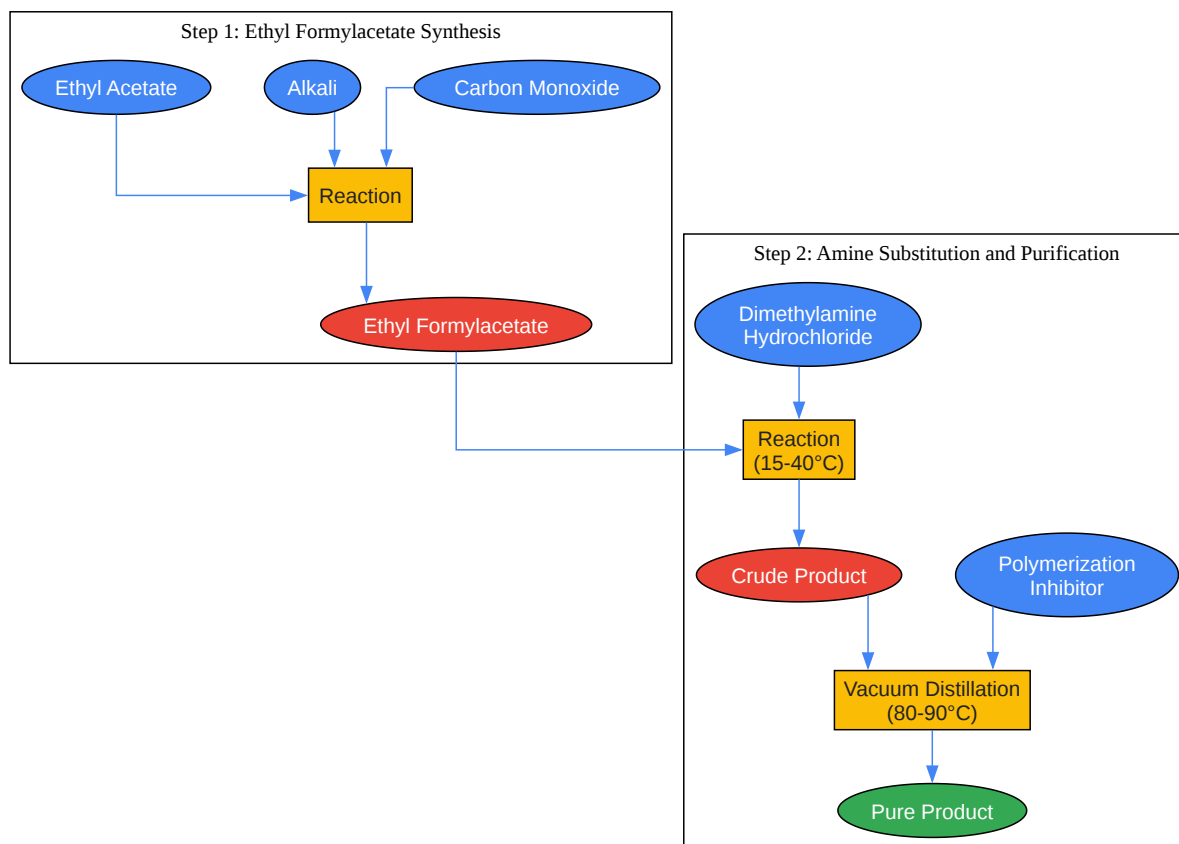 Step 1: Ethyl Formylacetate Synthesis
Ethyl Acetate
Alkali
Carbon Monoxide
Reaction
Ethyl Formylacetate
Step 2: Amine Substitution and Purification
Dimethylamine
Hydrochloride
Reaction
(15-40°C)
Crude Product
Polymerization
Inhibitor
Vacuum Distillation
(80-90°C)
Pure Product